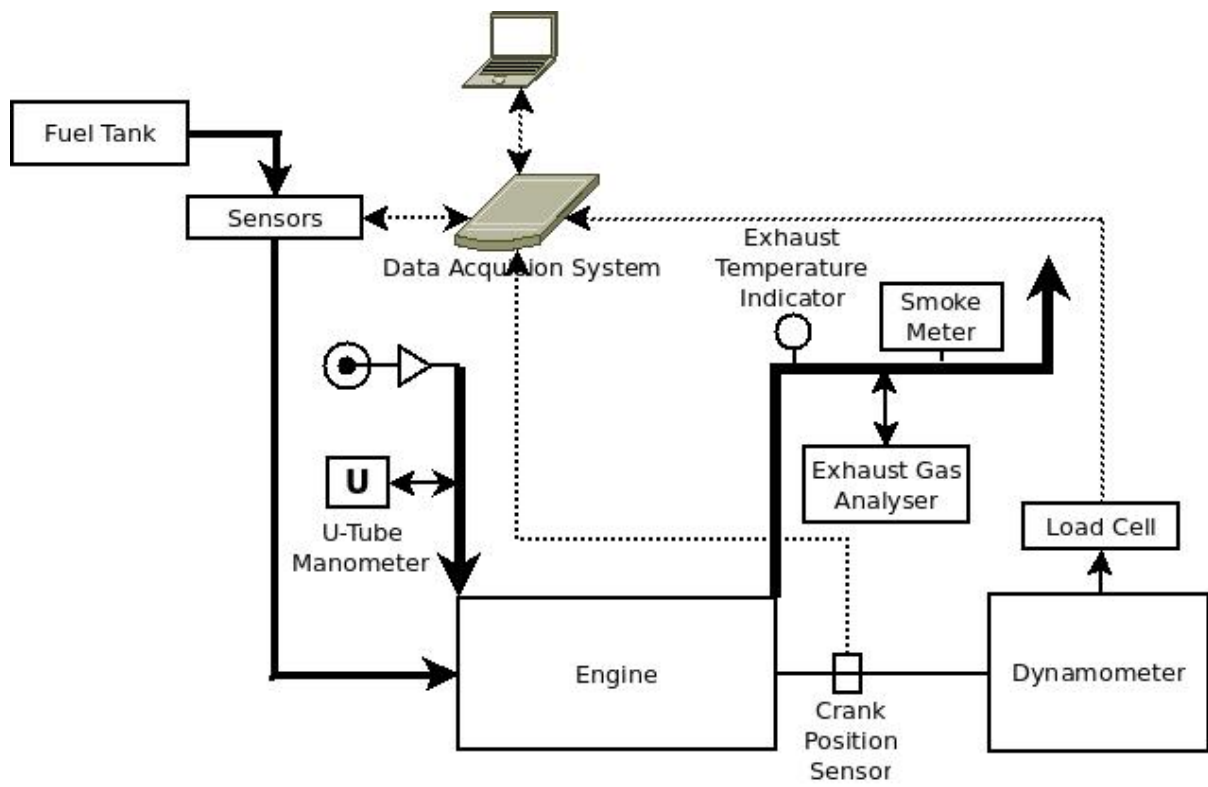 Fuel Tank
Sensors
Data Acquision System
Exhaust
Temperature
Indicator
Smoke
Meter
U
U-Tube
Manometer
Exhaust Gas
Analyser
Load Cell
Engine
Dynamometer
Crank
Position
Sensor